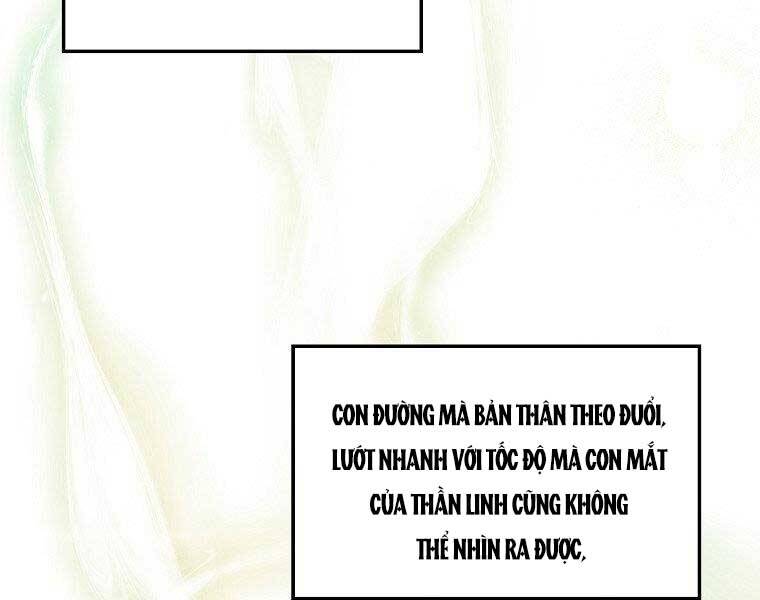 CON ĐƯỜNG MÀ BẢN THÂN THEO ĐUỔI,
LƯỚT NHANH VỚI TỐC ĐỘ MÀ CON MẮT
CỦA THẦN LINH CŨNG KHÔNG
THỂ NHÌN RA ĐƯỢC,